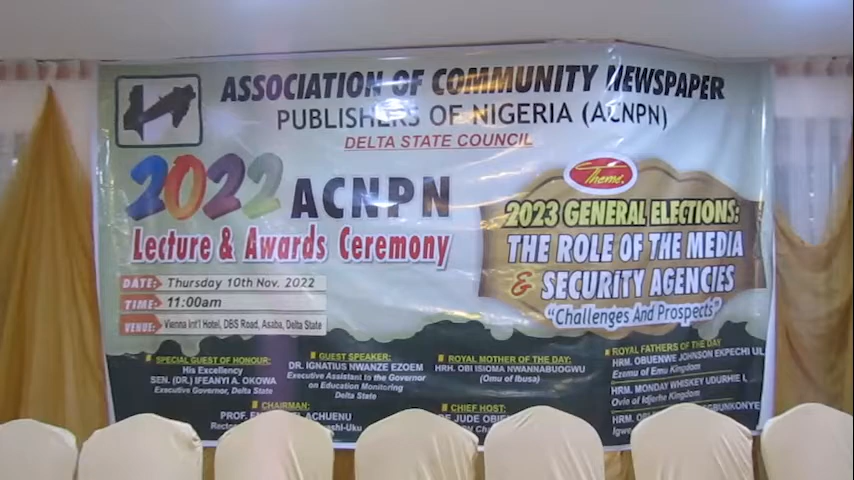 ASSOCIATION OF COMMUNITY NEWSPAPER
PUBLISHERS OF NIGERIA (ACNPN)
DELTA STATE COUNCIL
2022 ACNPN
Lecture & Awards Ceremony
DATE: Thursday 10th Nov. 2022
TIME: 11:00am
VENUE: Vienna Int'l Hotel, DBS Road, Asaba, Delta State
Theme:
2023 GENERAL ELECTIONS:
THE ROLE OF THE MEDIA
& SECURITY AGENCIES
"Challenges And Prospects"
SPECIAL GUEST OF HONOUR:
His Excellency
SEN. (DR.) IFEANYI A. OKOWA
Executive Governor, Delta State
GUEST SPEAKER:
DR. IGNATIUS NWANZE EZOEM
Executive Assistant to the Governor
on Education Monitoring
Delta State
ROYAL MOTHER OF THE DAY:
HRH. OBI ISIOMA NWANNABUOGWU
(Omu of Ibusa)
ROYAL FATHERS OF THE DAY
HRM. OBUENWE JOHNSON EKPECHI UL
Ezemu of Emu Kingdom
HRM. MONDAY WHISKEY UDURHIE I,
Ovie of Idjerhe Kingdom
HRM.
CHAIRMAN:
PROF. ACHUENU
CHIEF HOST:
JUDE